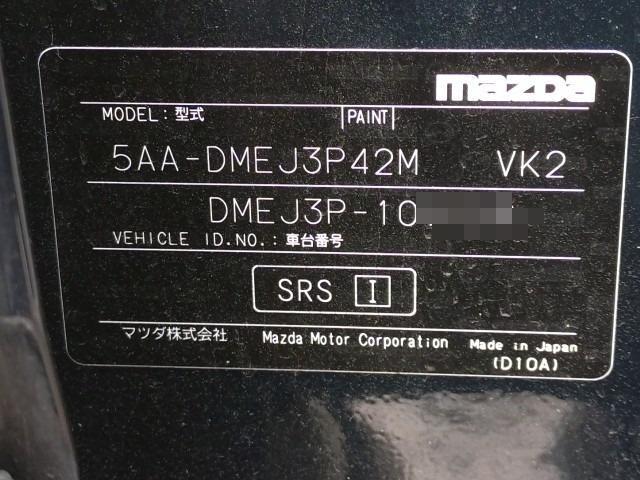 mazda
MODEL: 型式 PAINT
5AA-DMEJ3P42M VK2
DMEJ3P-10
VEHICLE ID.NO.: 車台番号
SRS I
マツダ株式会社 Mazda Motor Corporation Made in Japan
(D10A)